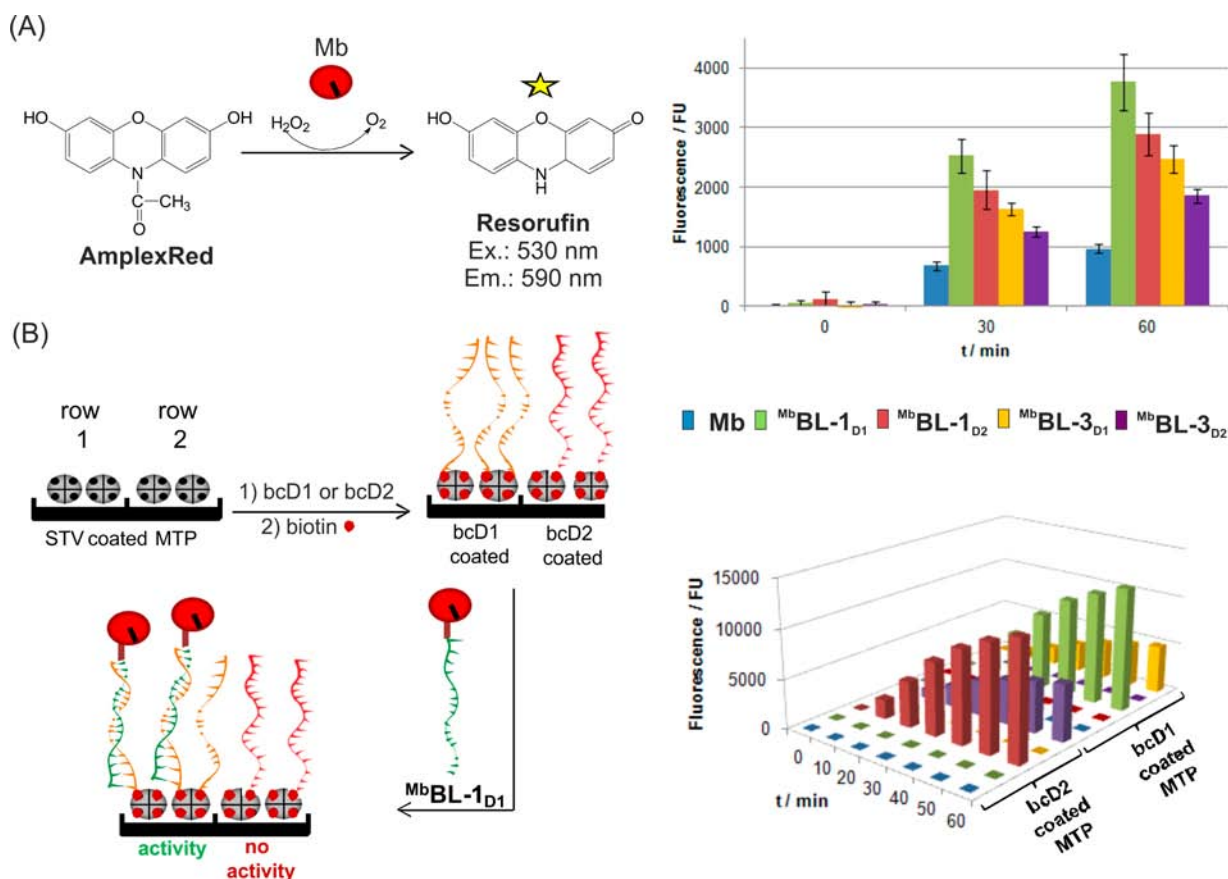 (A)
Mb
HO
O
OH
H₂O₂
O₂
N
C
CH₃
O
AmplexRed
HO
O
O
N
H
Resorufin
Ex.: 530 nm
Em.: 590 nm
Fluorescence / FU
4000
3000
2000
1000
0
0
30
60
t / min
Mb
ᴹᵇBL-1D1
ᴹᵇBL-1D2
ᴹᵇBL-3D1
ᴹᵇBL-3D2
(B)
row
1
row
2
STV coated MTP
1) bcD1 or bcD2
2) biotin
bcD1
coated
bcD2
coated
ᴹᵇBL-1D1
activity
no
activity
Fluorescence / FU
15000
10000
5000
0
0
10
20
30
40
50
60
t / min
bcD2
coated
MTP
bcD1
coated
MTP